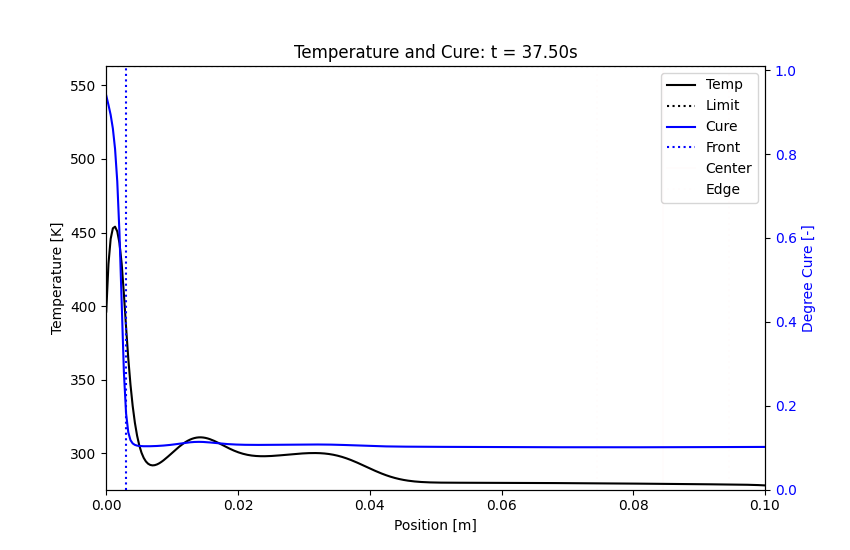 Temperature and Cure: t = 37.50s
550
500
450
400
350
300
Temperature [K]
1.0
0.8
0.6
0.4
0.2
0.0
Degree Cure [-]
Temp
Limit
Cure
Front
Center
Edge
0.00
0.02
0.04
0.06
0.08
0.10
Position [m]